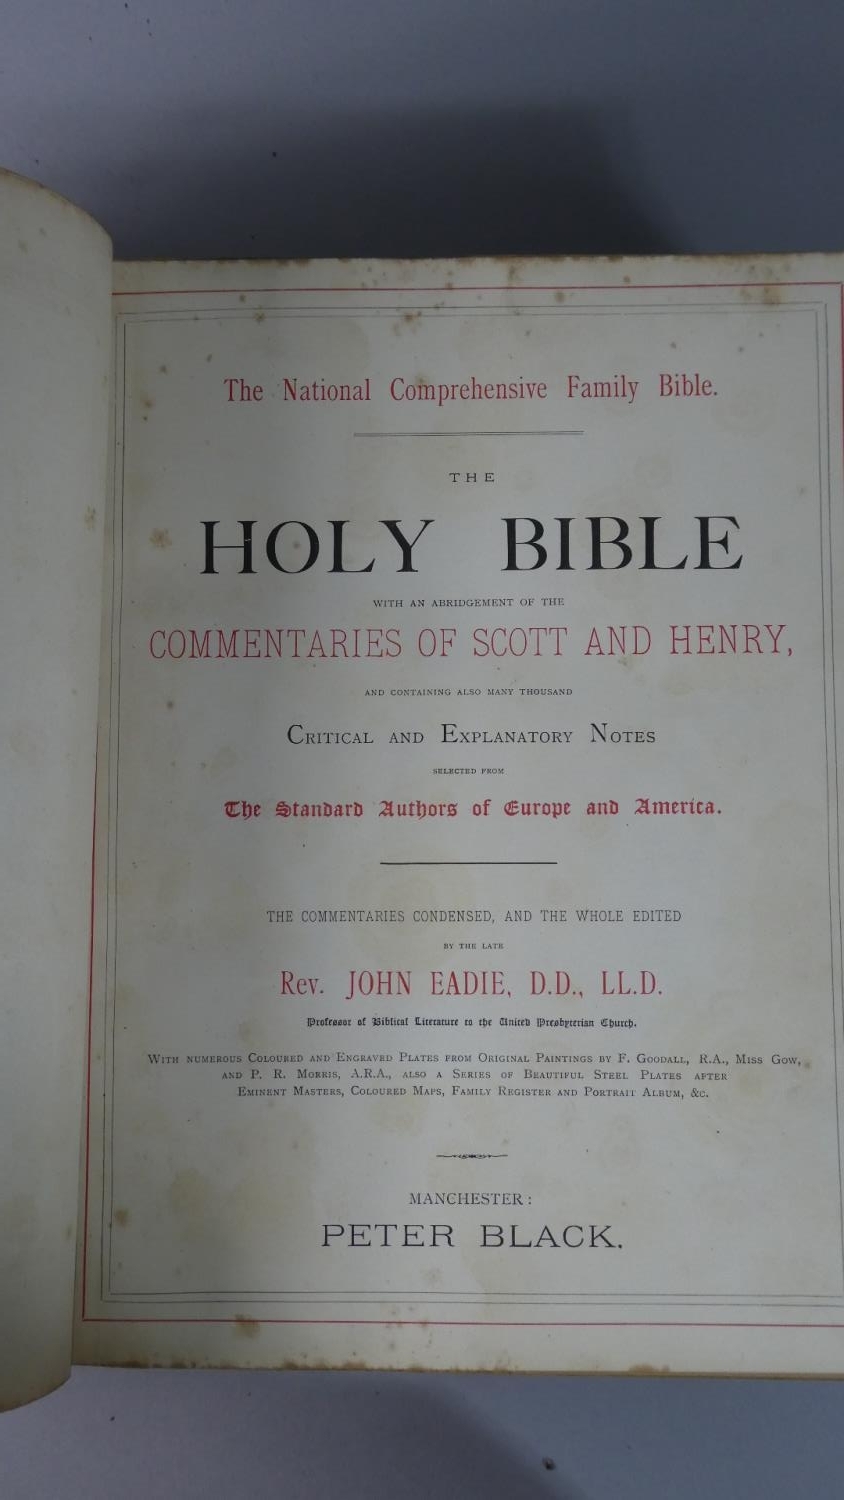 The National Comprehensive Family Bible.
THE
HOLY BIBLE
WITH AN ABRIDGEMENT OF THE
COMMENTARIES OF SCOTT AND HENRY,
AND CONTAINING ALSO MANY THOUSAND
CRITICAL AND EXPLANATORY NOTES
SELECTED FROM
The Standard Authors of Europe and America.
THE COMMENTARIES CONDENSED, AND THE WHOLE EDITED
BY THE LATE
Rev. JOHN EADIE, D.D., LL.D.
Professor of Biblical Literature to the United Presbyterian Church.
WITH NUMEROUS COLOURED AND ENGRAVED PLATES FROM ORIGINAL PAINTINGS BY F. GOODALL, R.A., MISS GOW,
AND P. R. MORRIS, A.R.A., ALSO A SERIES OF BEAUTIFUL STEEL PLATES AFTER
EMINENT MASTERS, COLOURED MAPS, FAMILY REGISTER AND PORTRAIT ALBUM, &C.
MANCHESTER:
PETER BLACK.